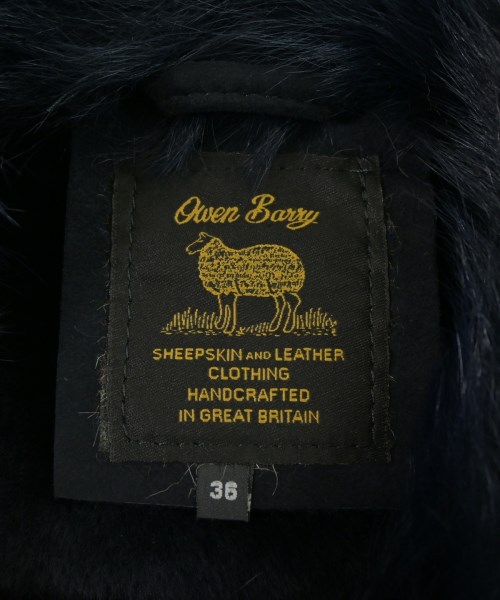 Owen Barry
SHEEPSKIN AND LEATHER
CLOTHING
HANDCRAFTED
IN GREAT BRITAIN
36